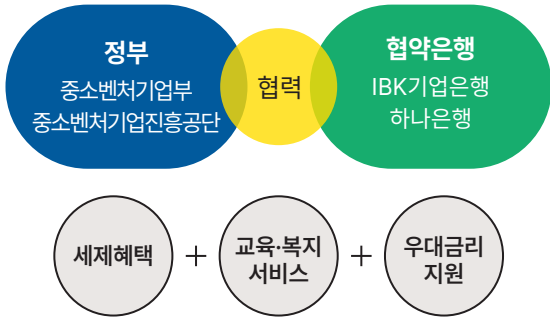 정부
중소벤처기업부
중소벤처기업진흥공단
협력
협약은행
IBK기업은행
하나은행
세제혜택
+
교육·복지
서비스
+
우대금리
지원